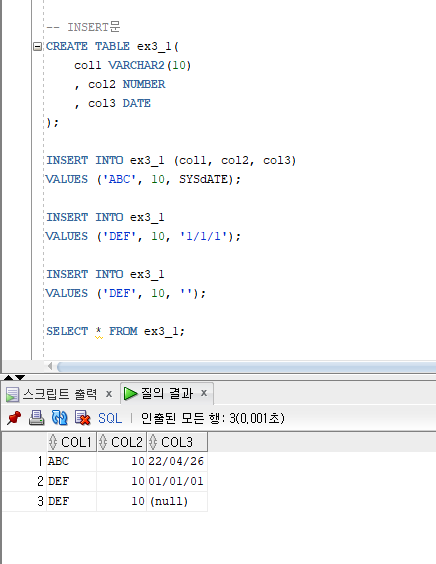 -- INSERT문
CREATE TABLE ex3_1(
col1 VARCHAR2(10)
, col2 NUMBER
, col3 DATE
);
INSERT INTO ex3_1 (col1, col2, col3)
VALUES ('ABC', 10, SYSdATE);
INSERT INTO ex3_1
VALUES ('DEF', 10, '1/1/1');
INSERT INTO ex3_1
VALUES ('DEF', 10, '');
SELECT * FROM ex3_1;
스크립트 출력 x 질의 결과 x
SQL | 인출된 모든 행: 3(0,001초)
COL1 COL2 COL3
1 ABC 10 22/04/26
2 DEF 10 01/01/01
3 DEF 10 (null)